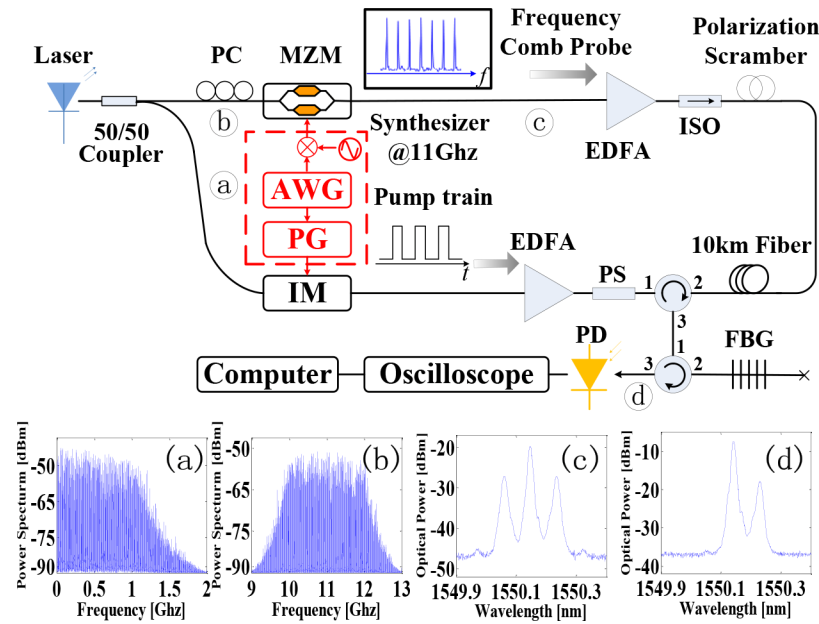 Laser
PC
MZM
f
Frequency
Comb Probe
Polarization
Scramber
50/50
Coupler
ⓑ
Synthesizer
@11Ghz
ⓒ
EDFA
ISO
ⓐ
AWG
PG
IM
Pump train
t
EDFA
PS
1
2
3
10km Fiber
1
2
3
FBG
PD
ⓓ
Computer
Oscilloscope
(a)
Power Specturm [dBm]
-50
-65
-75
-90
0 0.5 1 1.5 2
Frequency [Ghz]
(b)
Power Spectrum [dBm]
-50
-65
-75
-90
9 10 11 12 13
Frequency [Ghz]
(c)
Optical Power [dBm]
-20
-30
-40
-50
1549.9 1550.1 1550.3
Wavelength [nm]
(d)
Optical Power [dBm]
-10
-20
-30
-40
1549.9 1550.1 1550.3
Wavelength [nm]